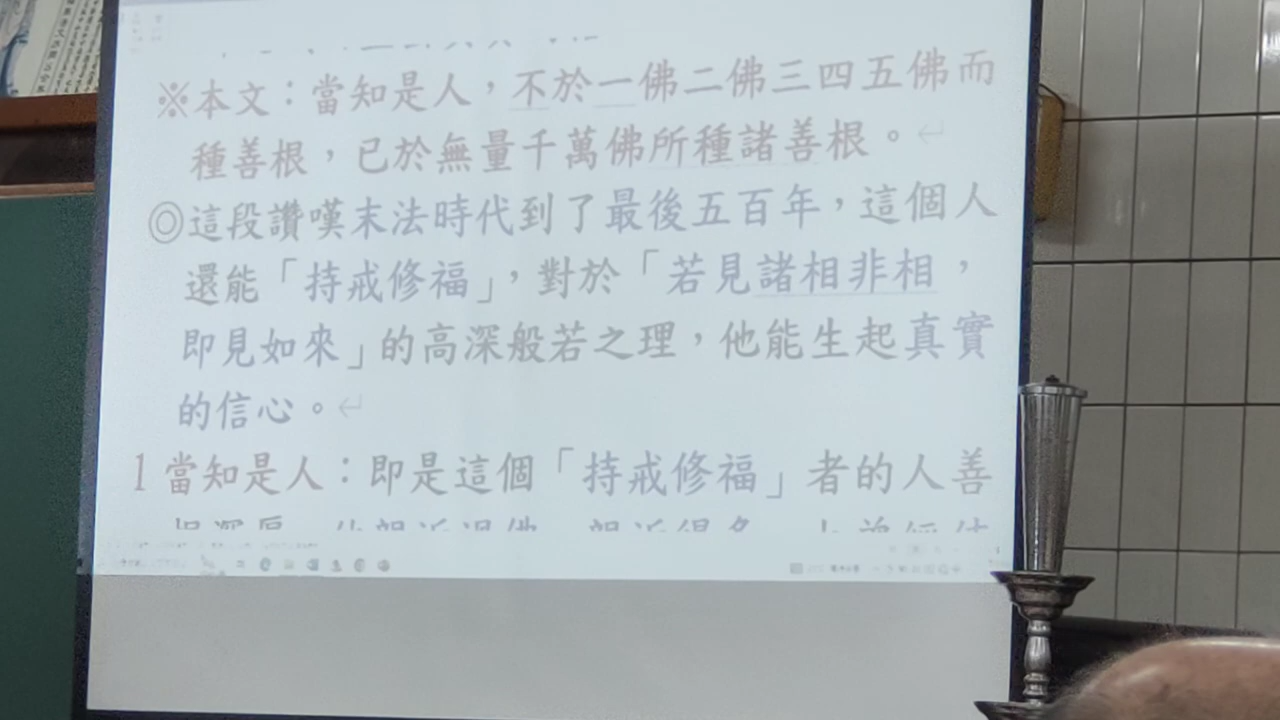 ※本文：當知是人，不於一佛二佛三四五佛而
種善根，已於無量千萬佛所種諸善根。
◎這段讚嘆末法時代到了最後五百年，這個人
還能「持戒修福」，對於「若見諸相非相，
即見如來」的高深般若之理，他能生起真實
的信心。
1當知是人：即是這個「持戒修福」者的人善